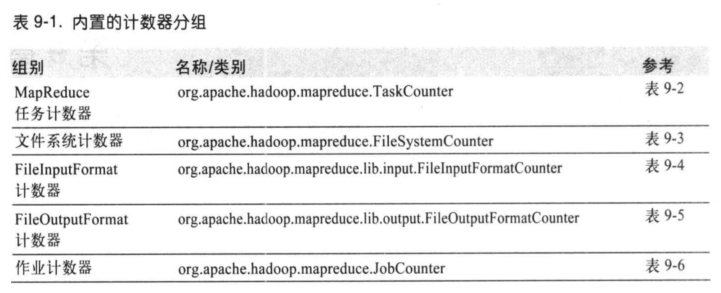 表 9-1. 内置的计数器分组
组别 名称/类别 参考
MapReduce org.apache.hadoop.mapreduce.TaskCounter 表 9-2
任务计数器
文件系统计数器 org.apache.hadoop.mapreduce.FileSystemCounter 表 9-3
FileInputFormat org.apache.hadoop.mapreduce.lib.input.FileInputFormatCounter 表 9-4
计数器
FileOutputFormat org.apache.hadoop.mapreduce.lib.output.FileOutputFormatCounter 表 9-5
计数器
作业计数器 org.apache.hadoop.mapreduce.JobCounter 表 9-6